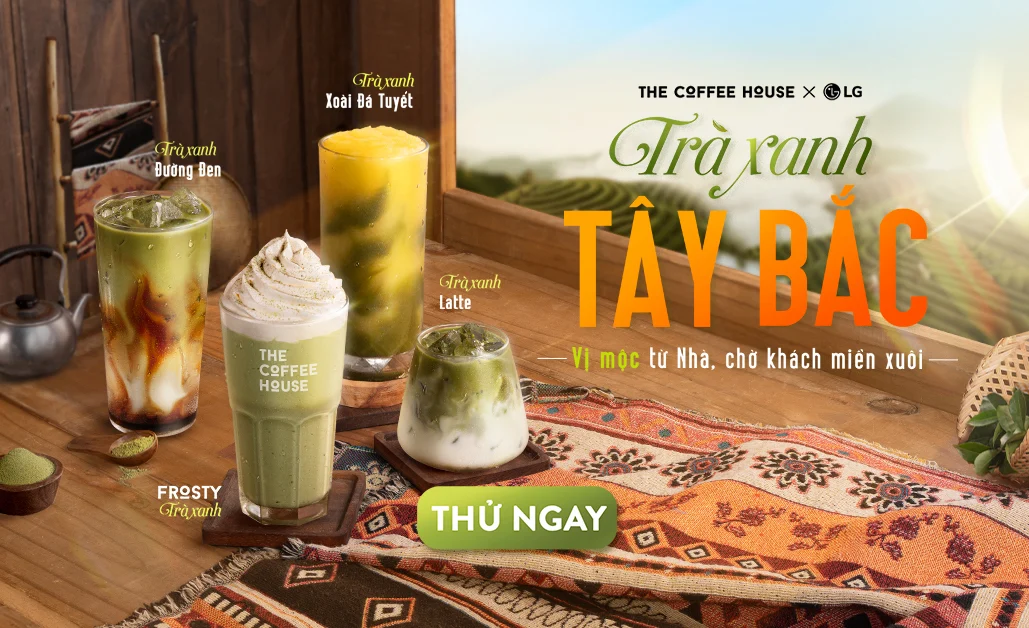 THE COFFEE HOUSE × LG
Trà xanh
TÂY BẮC
Vị mộc từ Nhà, chờ khách miền xuôi
Trà xanh
Xoài Đá Tuyết
Trà xanh
Đường Đen
Trà xanh
Latte
THE
COFFEE
HOUSE
FROSTY
Trà xanh
THỬ NGAY